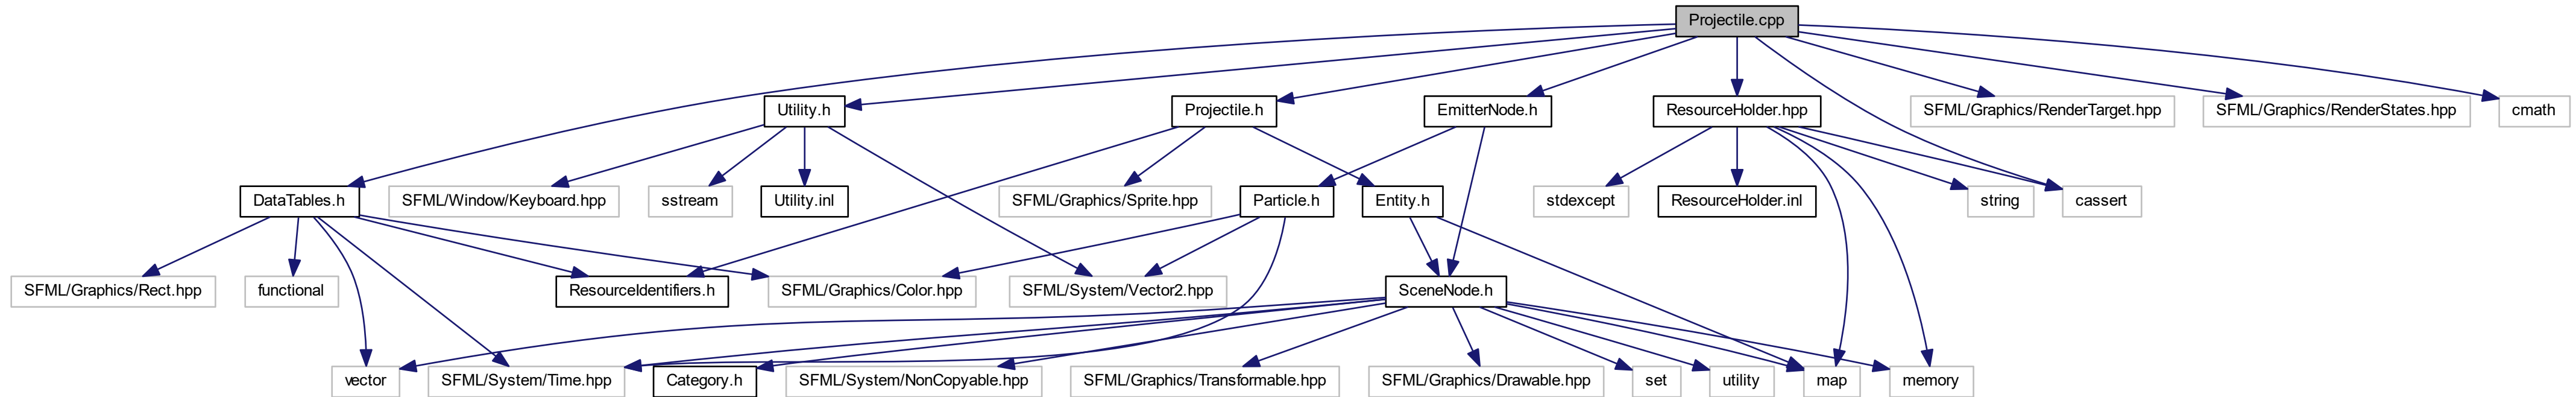 Projectile.cpp
Utility.h
Projectile.h
EmitterNode.h
ResourceHolder.hpp
SFML/Graphics/RenderTarget.hpp
SFML/Graphics/RenderStates.hpp
cmath
DataTables.h
SFML/Window/Keyboard.hpp
sstream
Utility.inl
SFML/Graphics/Sprite.hpp
Particle.h
Entity.h
stdexcept
ResourceHolder.inl
string
cassert
SFML/Graphics/Rect.hpp
functional
ResourceIdentifiers.h
SFML/Graphics/Color.hpp
SFML/System/Vector2.hpp
SceneNode.h
vector
SFML/System/Time.hpp
Category.h
SFML/System/NonCopyable.hpp
SFML/Graphics/Transformable.hpp
SFML/Graphics/Drawable.hpp
set
utility
map
memory